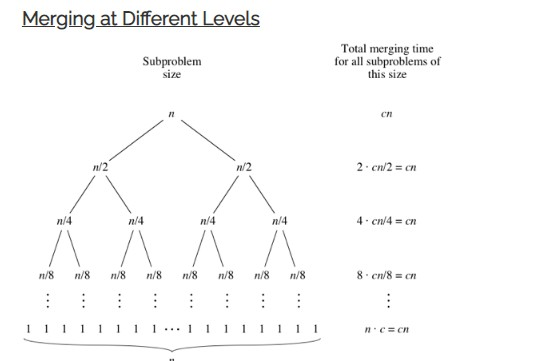 Merging at Different Levels
Subproblem
size
Total merging time
for all subproblems of
this size
n
cn
n/2 n/2
2 · cn/2 = cn
n/4 n/4 n/4 n/4
4 · cn/4 = cn
n/8 n/8 n/8 n/8 n/8 n/8 n/8 n/8
8 · cn/8 = cn
1 1 1 1 1 1 1 1 ··· 1 1 1 1 1 1 1 1
n · c = cn
n